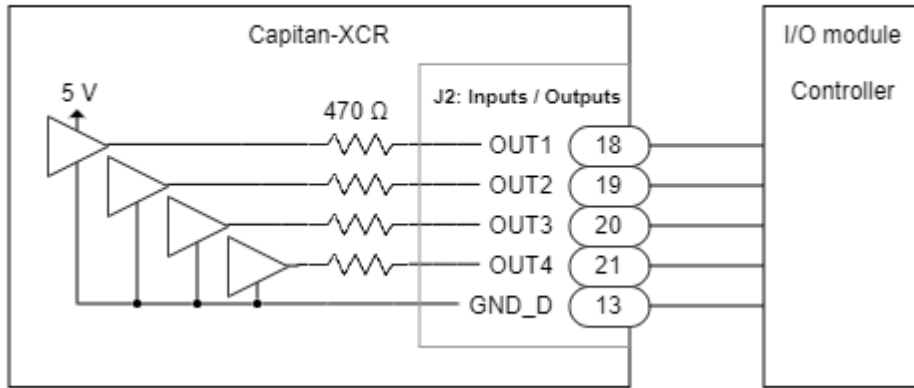 Capitan-XCR
I/O module
Controller
J2: Inputs / Outputs
5 V
470 Ω
OUT1 18
OUT2 19
OUT3 20
OUT4 21
GND_D 13